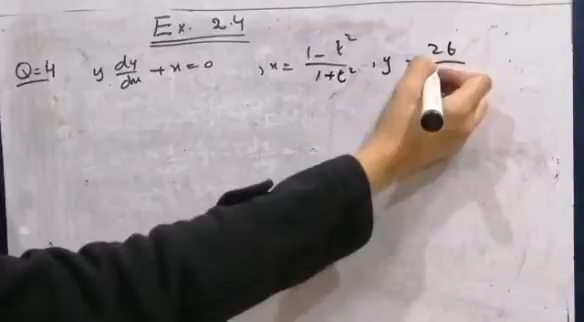 Ex. 2.4
Q=4 y dy/dx + x = 0 , x = 1 - t² / 1 + t² , y = 2t